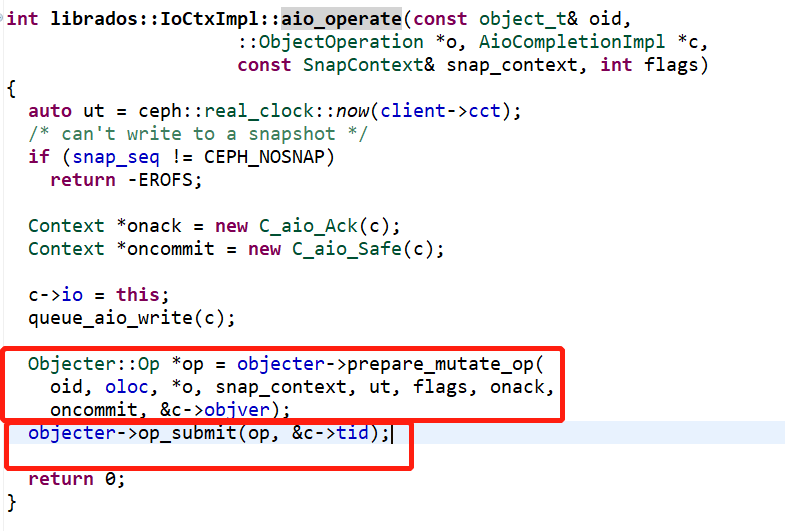 int librados::IoCtxImpl::aio_operate(const object_t& oid,
::ObjectOperation *o, AioCompletionImpl *c,
const SnapContext& snap_context, int flags)
{
auto ut = ceph::real_clock::now(client->cct);
/* can't write to a snapshot */
if (snap_seq != CEPH_NOSNAP)
return -EROFS;
Context *onack = new C_aio_Ack(c);
Context *oncommit = new C_aio_Safe(c);
c->io = this;
queue_aio_write(c);
Objecter::Op *op = objecter->prepare_mutate_op(
oid, oloc, *o, snap_context, ut, flags, onack,
oncommit, &c->objver);
objecter->op_submit(op, &c->tid);
return 0;
}